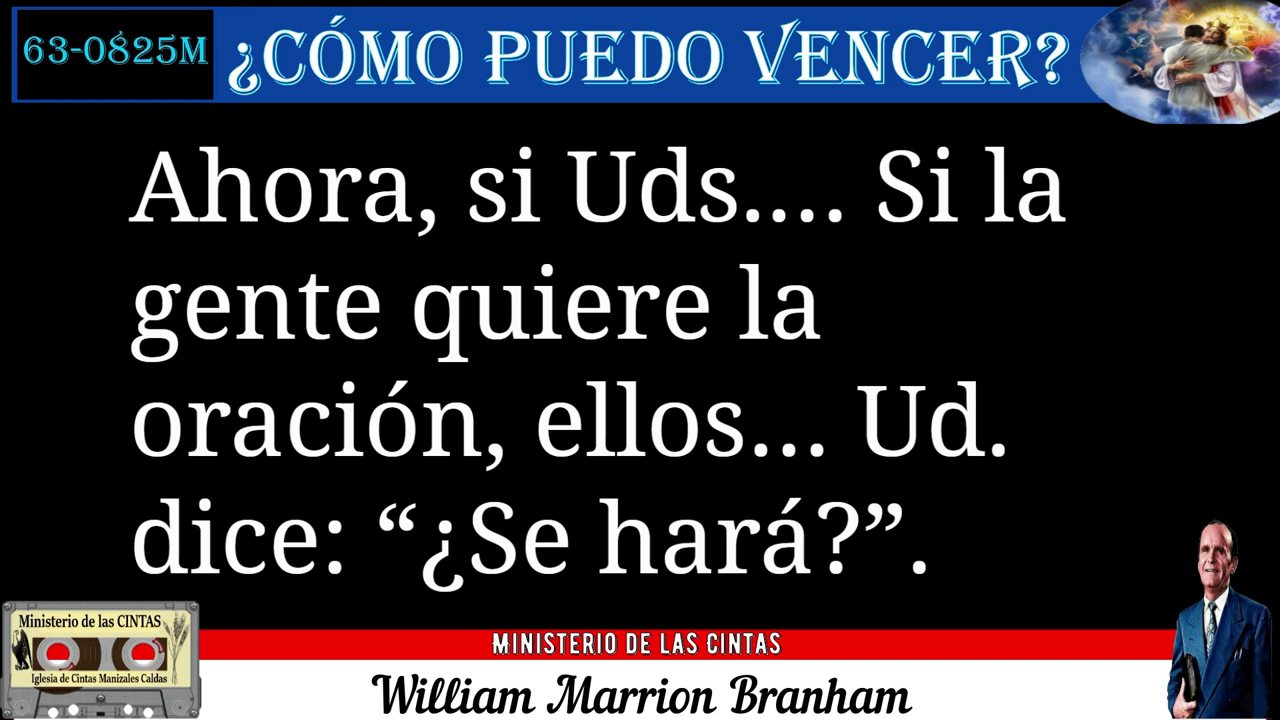 63-0825M
¿CÓMO PUEDO VENCER?
Ahora, si Uds.... Si la
gente quiere la
oración, ellos... Ud.
dice: “¿Se hará?”.
Ministerio de las CINTAS
Iglesia de Cintas Manizales Caldas
MINISTERIO DE LAS CINTAS
William Marrion Branham